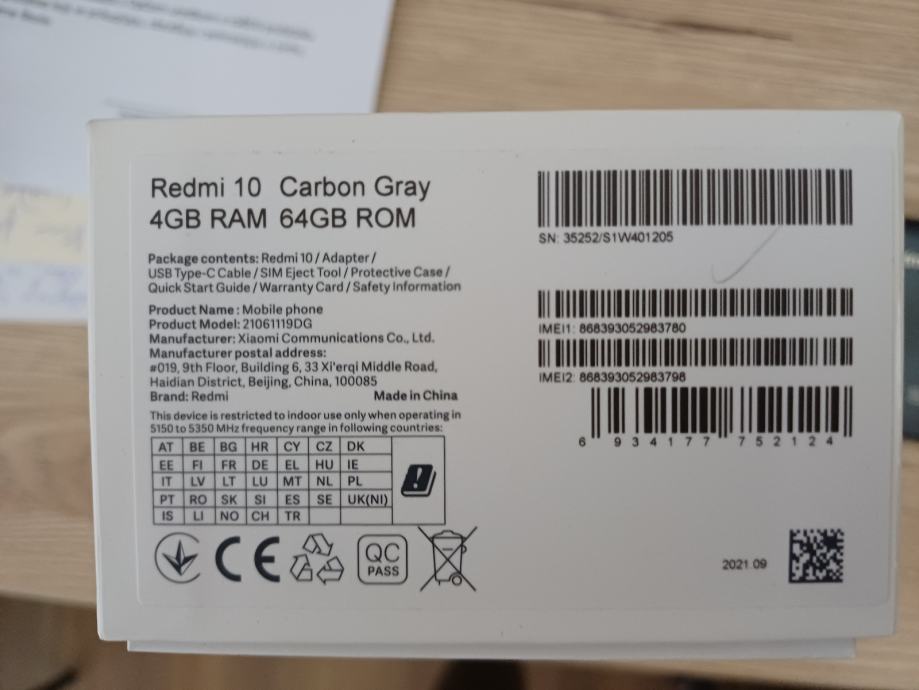 Redmi 10 Carbon Gray
4GB RAM 64GB ROM
Package contents: Redmi 10 / Adapter /
USB Type-C Cable / SIM Eject Tool / Protective Case /
Quick Start Guide / Warranty Card / Safety Information
Product Name : Mobile phone
Product Model: 21061119DG
Manufacturer: Xiaomi Communications Co., Ltd.
Manufacturer postal address:
#019, 9th Floor, Building 6, 33 Xi'erqi Middle Road,
Haidian District, Beijing, China, 100085
Brand: Redmi Made in China
This device is restricted to indoor use only when operating in
5150 to 5350 MHz frequency range in following countries:
AT BE BG HR CY CZ DK
EE FI FR DE EL HU IE
IT LV LT LU MT NL PL
PT RO SK SI ES SE UK(NI)
IS LI NO CH TR
CE
QC
PASS
SN: 35252/S1W401205
IMEI1: 868393052983780
IMEI2: 868393052983798
6 934177 752124
2021.09